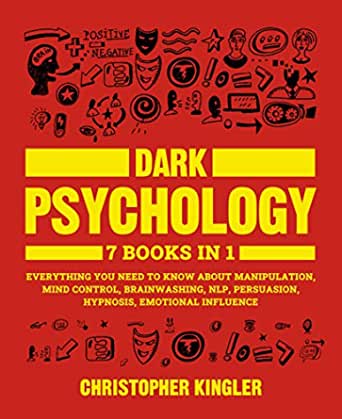 POSITIVE
+
NEGATIVE
DARK
PSYCHOLOGY
7 BOOKS IN 1
EVERYTHING YOU NEED TO KNOW ABOUT MANIPULATION,
MIND CONTROL, BRAINWASHING, NLP, PERSUASION,
HYPNOSIS, EMOTIONAL INFLUENCE
CHRISTOPHER KINGLER